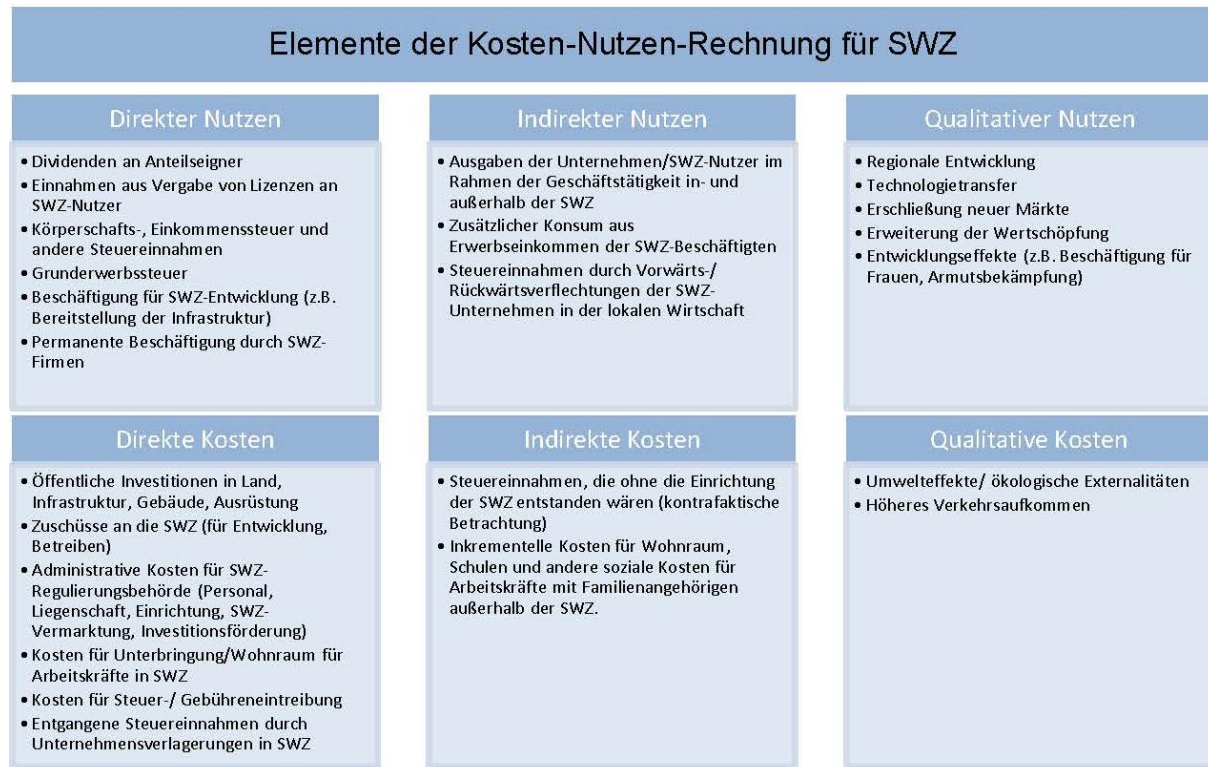 Elemente der Kosten-Nutzen-Rechnung für SWZ
Direkter Nutzen
• Dividenden an Anteilseigner
• Einnahmen aus Vergabe von Lizenzen an
SWZ-Nutzer
• Körperschafts-, Einkommenssteuer und
andere Steuereinnahmen
• Grunderwerbssteuer
• Beschäftigung für SWZ-Entwicklung (z.B.
Bereitstellung der Infrastruktur)
• Permanente Beschäftigung durch SWZ-
Firmen
Indirekter Nutzen
• Ausgaben der Unternehmen/SWZ-Nutzer im
Rahmen der Geschäftstätigkeit in- und
außerhalb der SWZ
• Zusätzlicher Konsum aus
Erwerbseinkommen der SWZ-Beschäftigten
• Steuereinnahmen durch Vorwärts-/
Rückwärtsverflechtungen der SWZ-
Unternehmen in der lokalen Wirtschaft
Qualitativer Nutzen
• Regionale Entwicklung
• Technologietransfer
• Erschließung neuer Märkte
• Erweiterung der Wertschöpfung
• Entwicklungseffekte (z.B. Beschäftigung für
Frauen, Armutsbekämpfung)
Direkte Kosten
• Öffentliche Investitionen in Land,
Infrastruktur, Gebäude, Ausrüstung
• Zuschüsse an die SWZ (für Entwicklung,
Betreiben)
• Administrative Kosten für SWZ-
Regulierungsbehörde (Personal,
Liegenschaft, Einrichtung, SWZ-
Vermarktung, Investitionsförderung)
• Kosten für Unterbringung/Wohnraum für
Arbeitskräfte in SWZ
• Kosten für Steuer-/ Gebühreneintreibung
• Entgangene Steuereinnahmen durch
Unternehmensverlagerungen in SWZ
Indirekte Kosten
• Steuereinnahmen, die ohne die Einrichtung
der SWZ entstanden wären (kontrafaktische
Betrachtung)
• Inkrementelle Kosten für Wohnraum,
Schulen und andere soziale Kosten für
Arbeitskräfte mit Familienangehörigen
außerhalb der SWZ.
Qualitative Kosten
• Umwelteffekte/ ökologische Externalitäten
• Höheres Verkehrsaufkommen